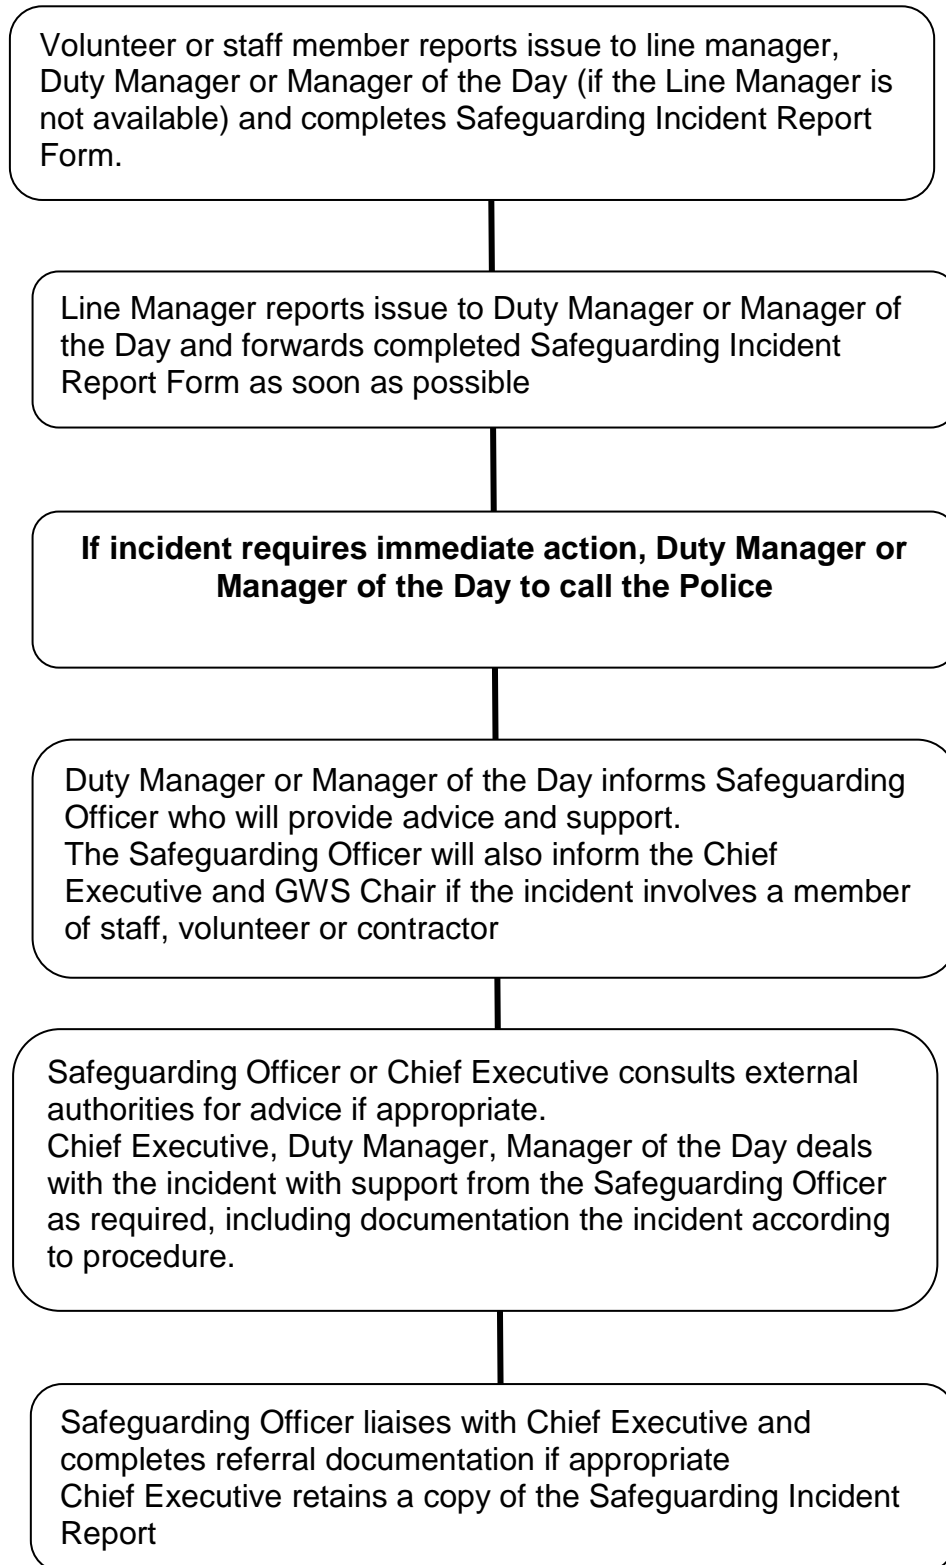 Volunteer or staff member reports issue to line manager,
Duty Manager or Manager of the Day (if the Line Manager is
not available) and completes Safeguarding Incident Report
Form.
Line Manager reports issue to Duty Manager or Manager of
the Day and forwards completed Safeguarding Incident
Report Form as soon as possible
If incident requires immediate action, Duty Manager or
Manager of the Day to call the Police
Duty Manager or Manager of the Day informs Safeguarding
Officer who will provide advice and support.
The Safeguarding Officer will also inform the Chief
Executive and GWS Chair if the incident involves a member
of staff, volunteer or contractor
Safeguarding Officer or Chief Executive consults external
authorities for advice if appropriate.
Chief Executive, Duty Manager, Manager of the Day deals
with the incident with support from the Safeguarding Officer
as required, including documentation the incident according
to procedure.
Safeguarding Officer liaises with Chief Executive and
completes referral documentation if appropriate
Chief Executive retains a copy of the Safeguarding Incident
Report